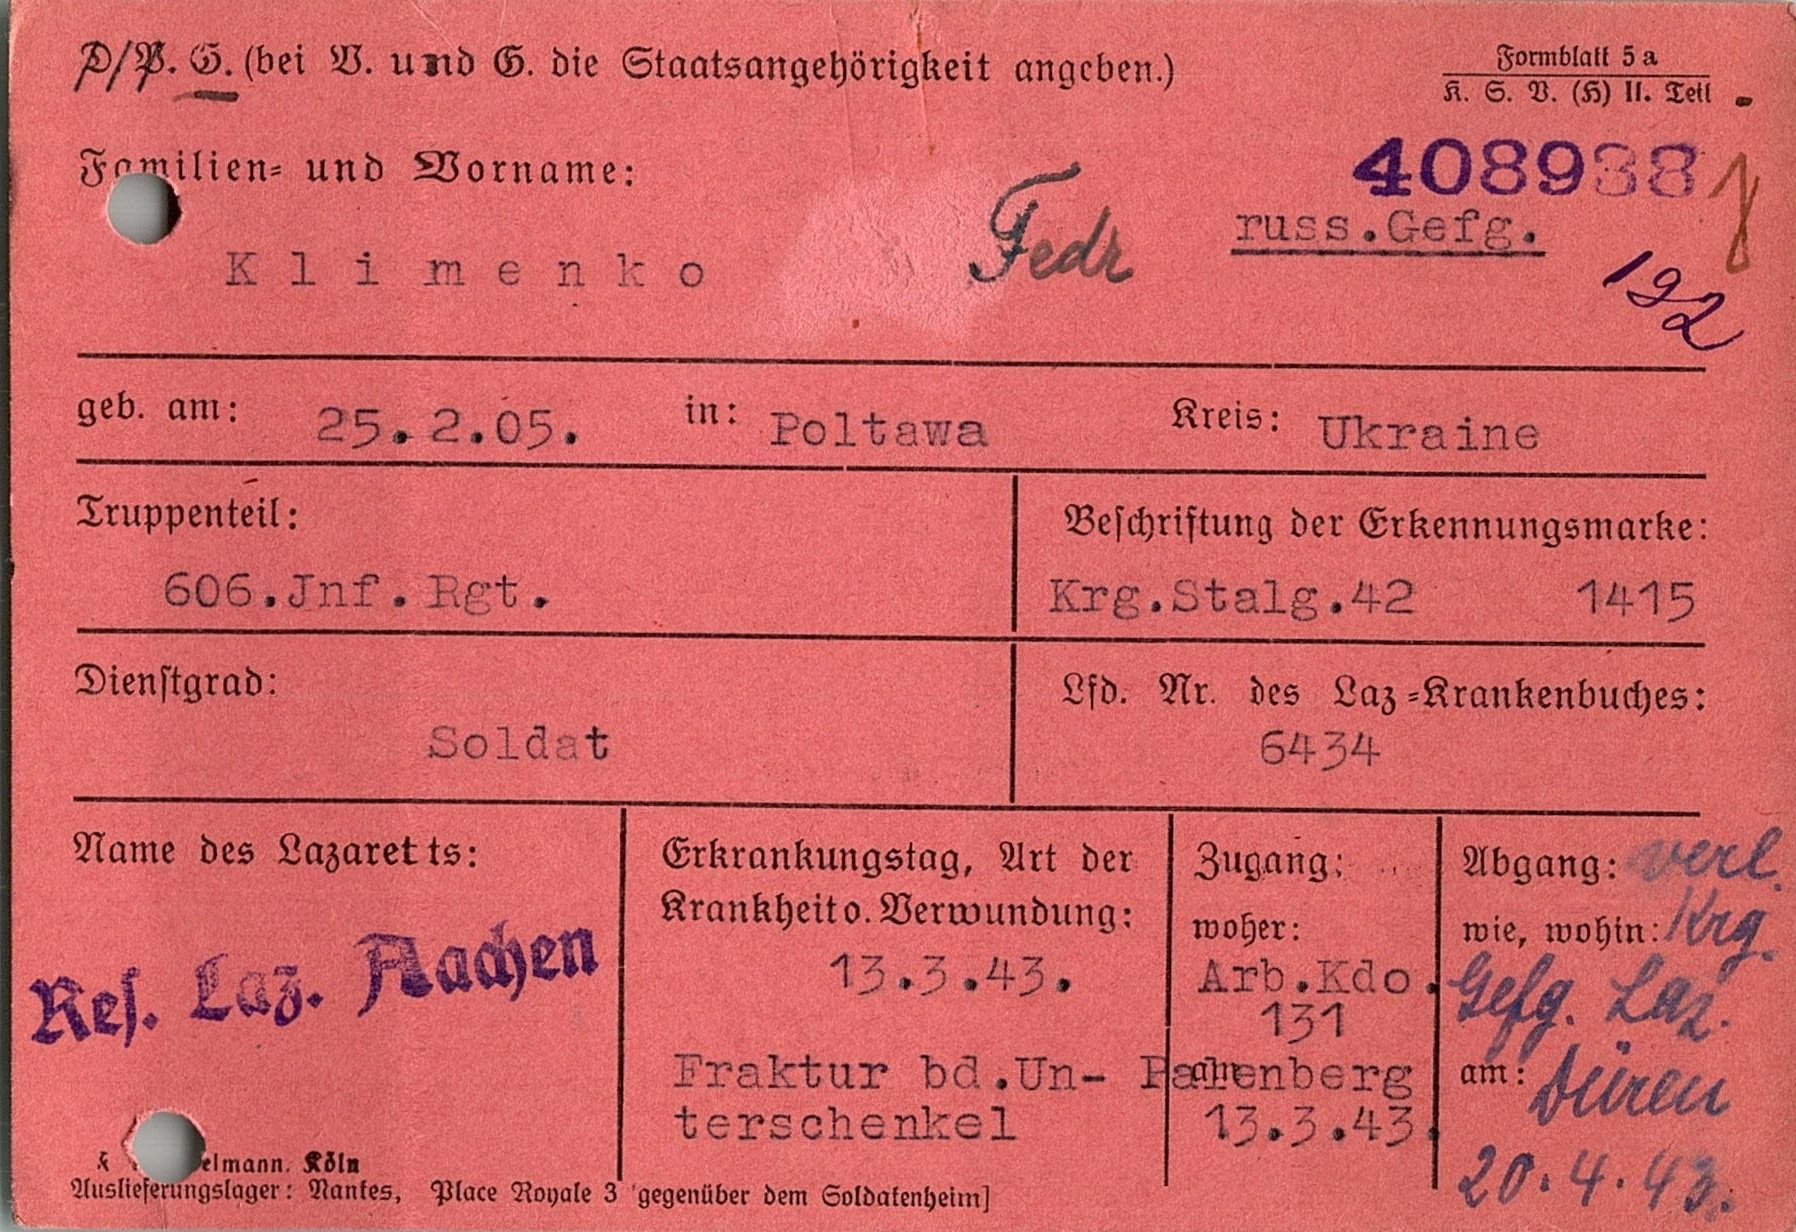 D/V. G. (bei V. und G. die Staatsangehörigkeit angeben.)
Formblatt 5 a
K. S. V. (H) II. Teil
Familien- und Vorname:
408938
russ.Gefg.
192
Klimenko Fedr
geb. am: 25.2.05. in: Poltawa Kreis: Ukraine
Truppenteil: Beschriftung der Erkennungsmarke:
606.Jnf.Rgt. Krg.Stalg.42 1415
Dienstgrad: Lfd. Nr. des Laz-Krankenbuches:
Soldat 6434
Name des Lazaretts:
Res. Laz. Aachen
Erkrankungstag, Art der
Krankheit o. Verwundung:
13.3.43.
Fraktur bd.Un-
terschenkel
Zugang:
woher:
Arb.Kdo.
131
am
Palenberg
13.3.43.
Abgang: verl.
wie, wohin: Krg.
Gefg. Laz.
am: Düren
20.4.43.
elmann. Köln
Auslieferungslager: Nantes, Place Royale 3 gegenüber dem Soldatenheim]